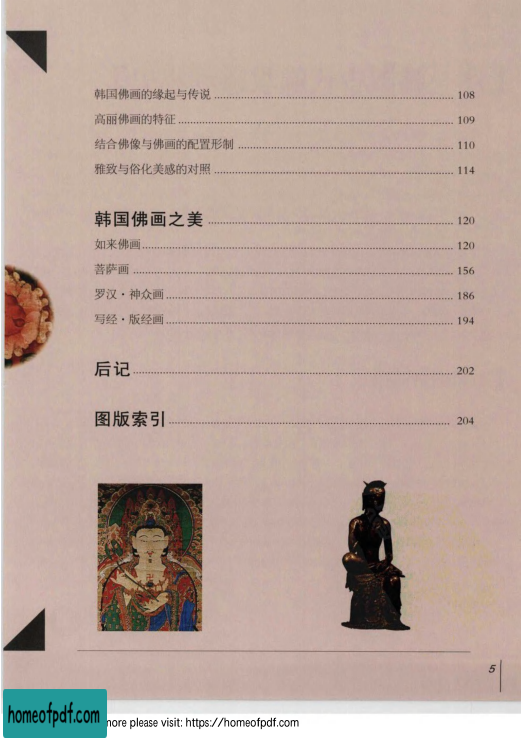 韩国佛画的缘起与传说 108
高丽佛画的特征 109
结合佛像与佛画的配置形制 110
雅致与俗化美感的对照 114
韩国佛画之美 120
如来佛画 120
菩萨画 156
罗汉·神众画 186
写经·版经画 194
后记 202
图版索引 204
5
homeofpdf.com
more please visit: https://homeofpdf.com